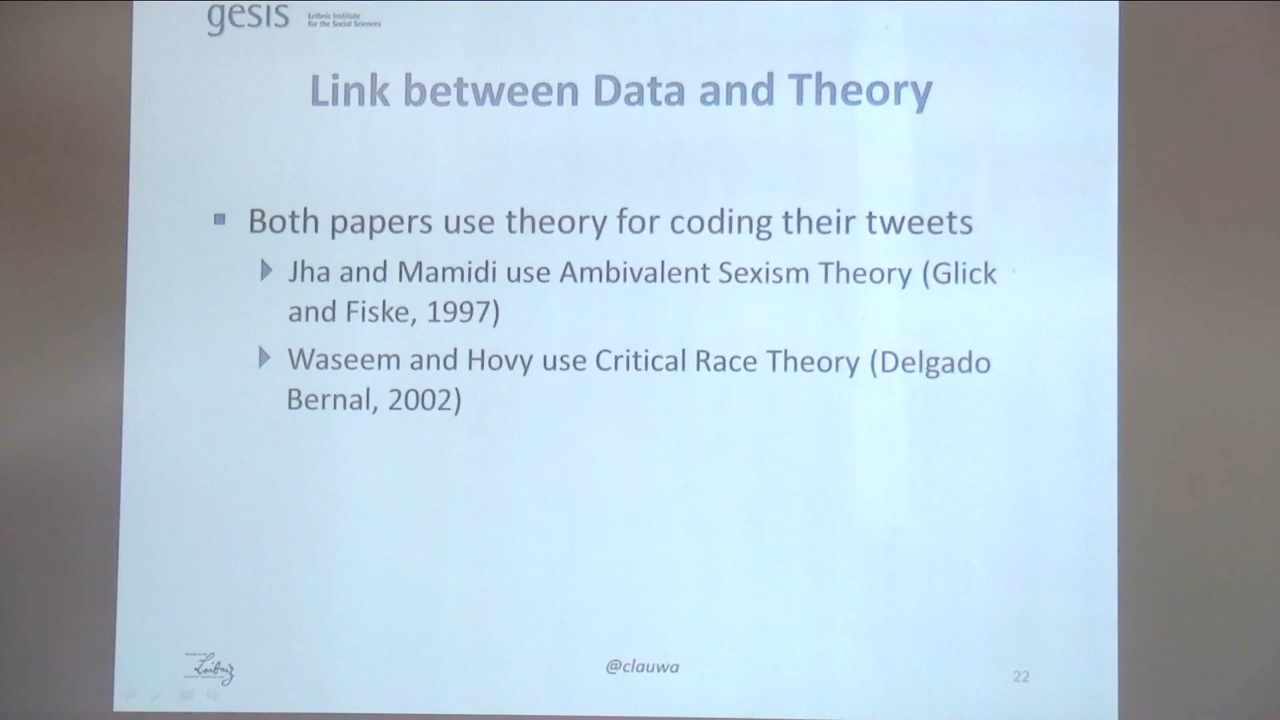 gesis
Leibniz Institute
for the Social Sciences
Link between Data and Theory
Both papers use theory for coding their tweets
Jha and Mamidi use Ambivalent Sexism Theory (Glick
and Fiske, 1997)
Waseem and Hovy use Critical Race Theory (Delgado
Bernal, 2002)
Leibniz
@clauwa
22